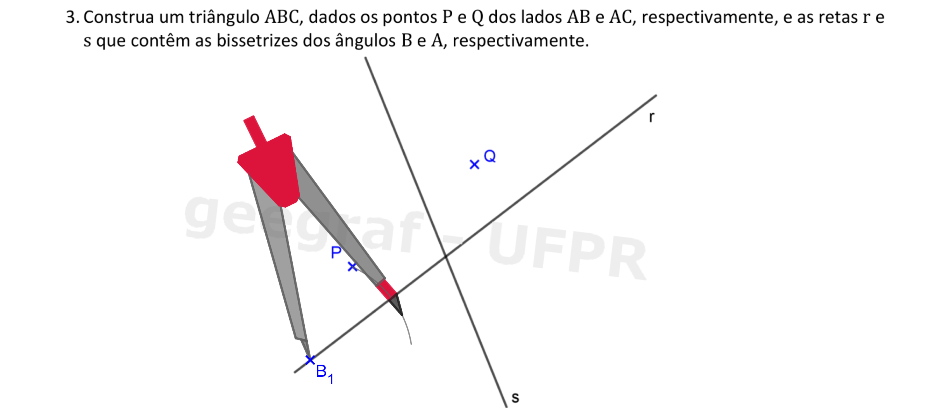 3. Construa um triângulo ABC, dados os pontos P e Q dos lados AB e AC, respectivamente, e as retas r e
s que contêm as bissetrizes dos ângulos B e A, respectivamente.
r
Q
geegraf - UFPR
P
B₁
s